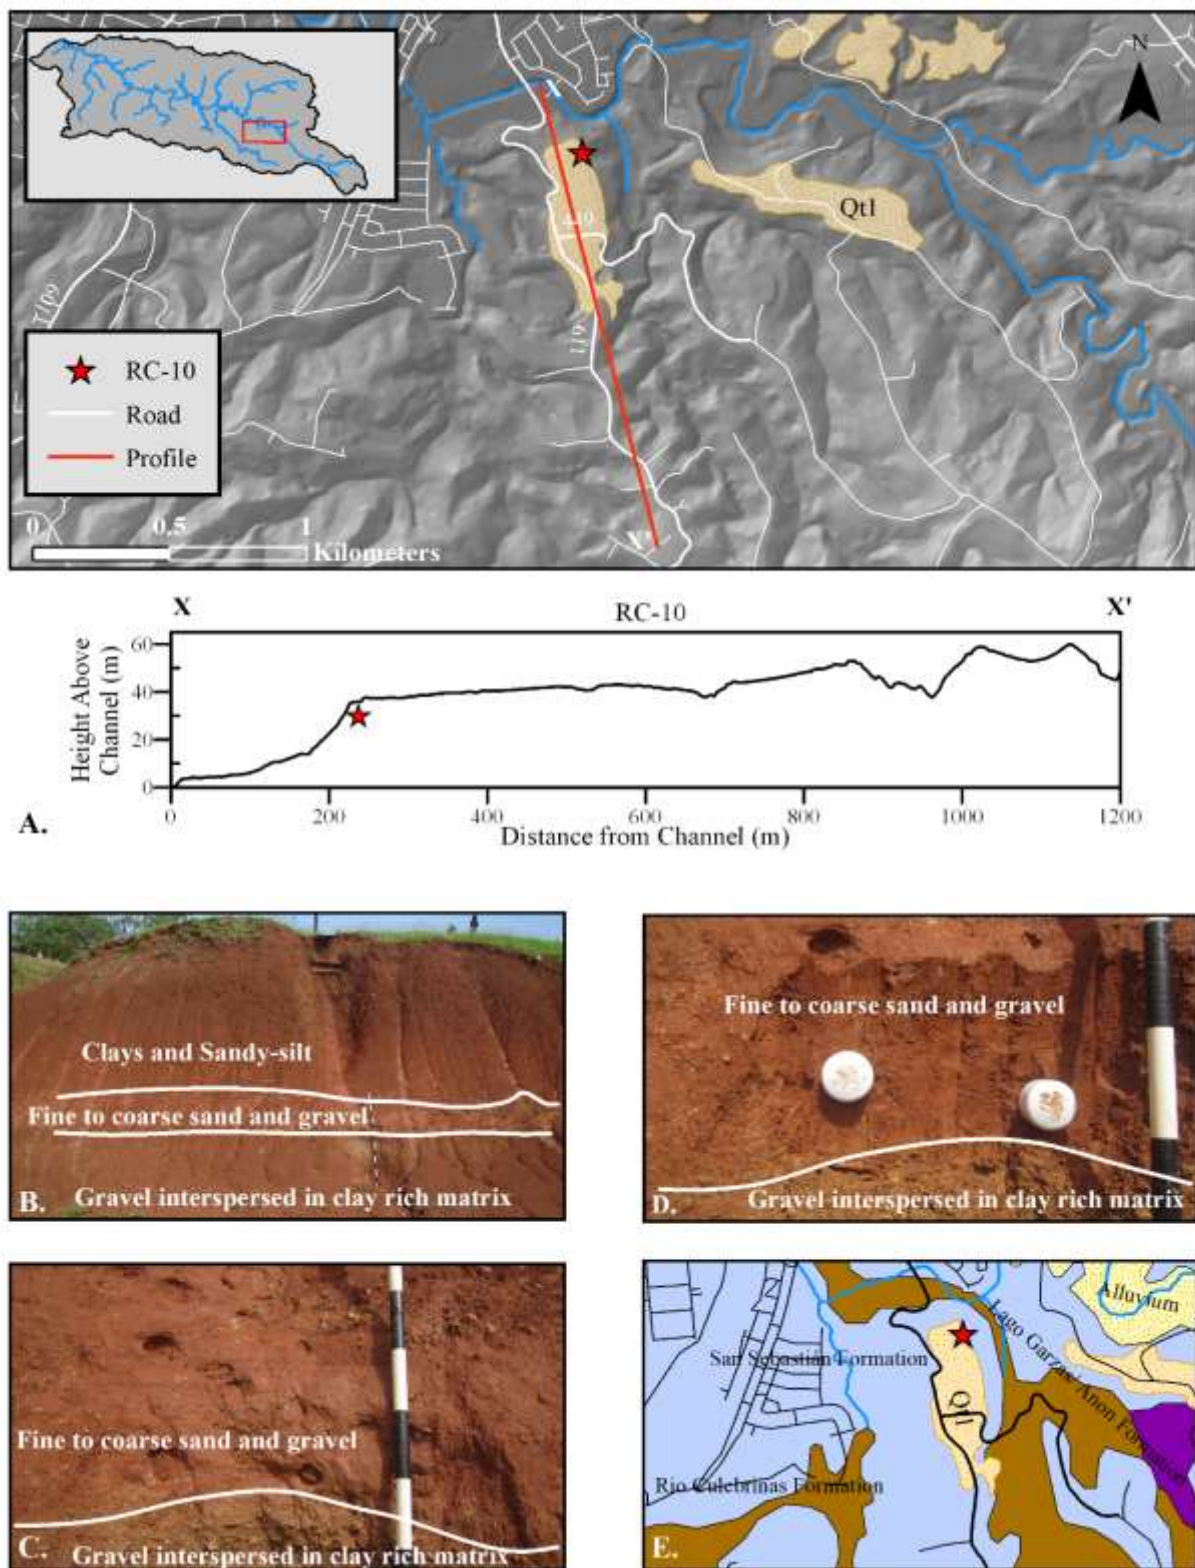 N
X
Qtl
110
1109
119
RC-10
Road
Profile
0 0.5 1
Kilometers
X'
X RC-10 X'
Height Above
Channel (m)
60
40
20
0
0 200 400 600 800 1000 1200
Distance from Channel (m)
A.
Clays and Sandy-silt
Fine to coarse sand and gravel
Gravel interspersed in clay rich matrix
B.
Fine to coarse sand and gravel
Gravel interspersed in clay rich matrix
D.
Fine to coarse sand and gravel
Gravel interspersed in clay rich matrix
C.
Alluvium
San Sebastián Formation
Lago Garzas/Anon Formation
Qtl
Rio Culebrinas Formation
E.